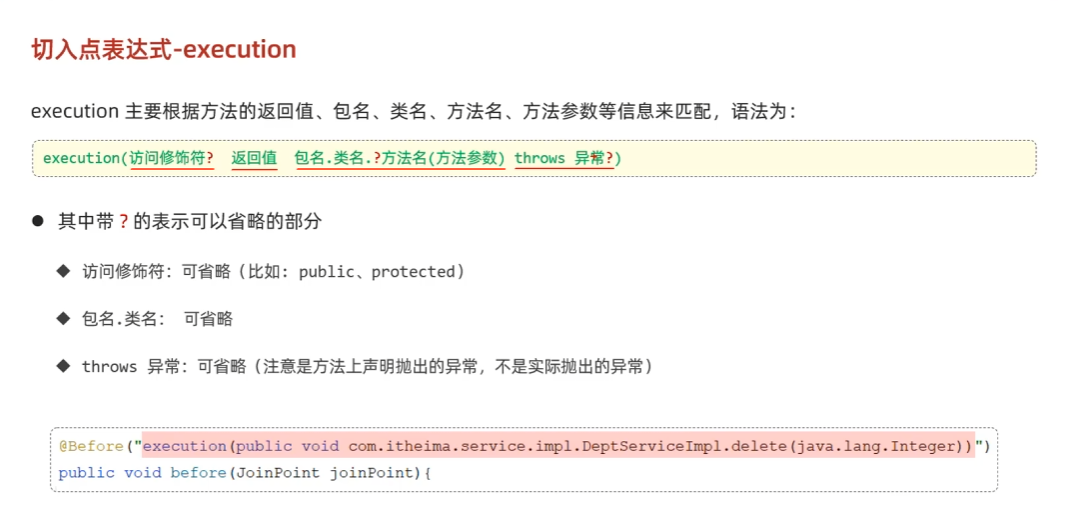 切入点表达式-execution
execution 主要根据方法的返回值、包名、类名、方法名、方法参数等信息来匹配，语法为：
execution(访问修饰符? 返回值 包名.类名.?方法名(方法参数) throws 异常?)
● 其中带 ? 的表示可以省略的部分
◆ 访问修饰符：可省略（比如: public、protected）
◆ 包名.类名： 可省略
◆ throws 异常：可省略（注意是方法上声明抛出的异常，不是实际抛出的异常）
@Before("execution(public void com.itheima.service.impl.DeptServiceImpl.delete(java.lang.Integer))")
public void before(JoinPoint joinPoint){